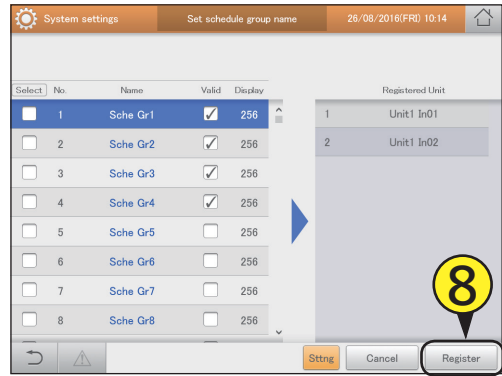 System settings Set schedule group name 26/08/2016(FRI) 10:14
Select No. Name Valid Display Registered Unit
1 Sche Gr1 256 1 Unit1 In01
2 Sche Gr2 256 2 Unit1 In02
3 Sche Gr3 256
4 Sche Gr4 256
5 Sche Gr5 256
6 Sche Gr6 256
7 Sche Gr7 256
8 Sche Gr8 256
8
Sttng Cancel Register